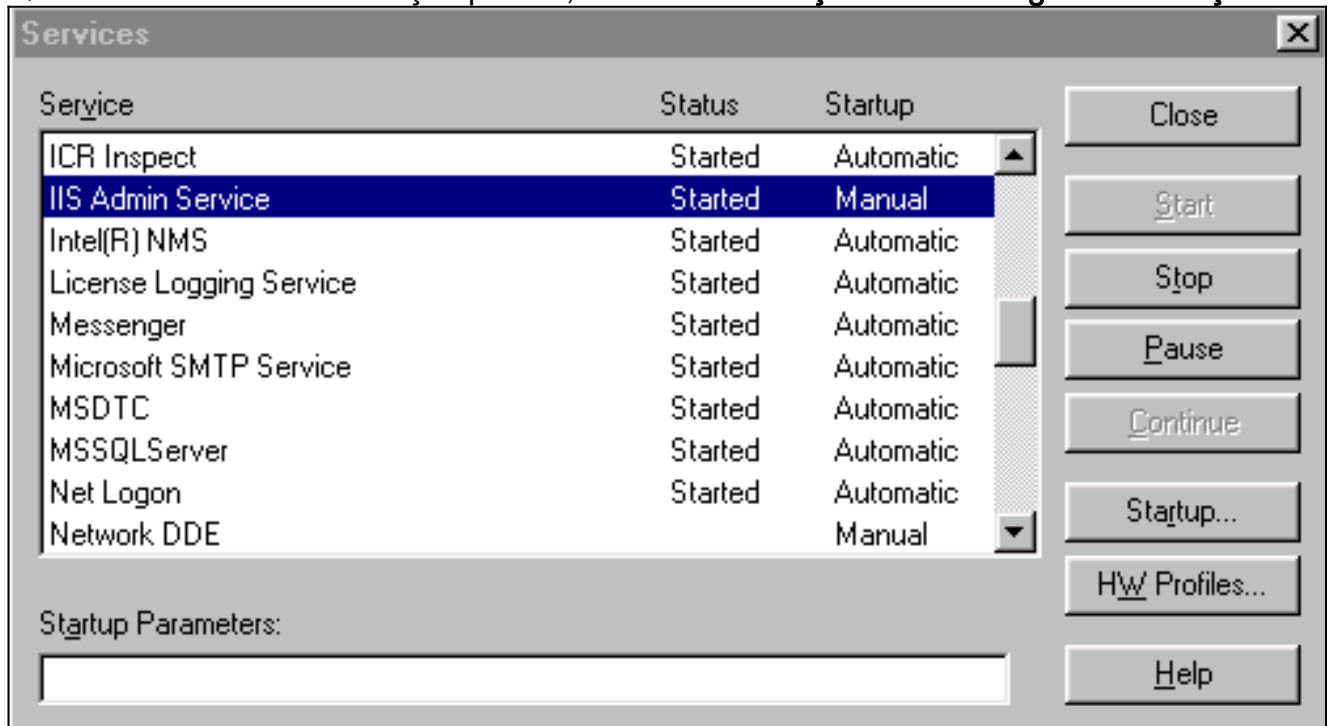 Services
Service Status Startup
ICR Inspect Started Automatic
IIS Admin Service Started Manual
Intel(R) NMS Started Automatic
License Logging Service Started Automatic
Messenger Started Automatic
Microsoft SMTP Service Started Automatic
MSDTC Started Automatic
MSSQLServer Started Automatic
Net Logon Started Automatic
Network DDE Manual
Startup Parameters:
Close
Start
Stop
Pause
Continue
Startup...
HW Profiles...
Help